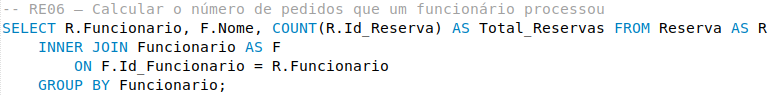 -- RE06 – Calcular o número de pedidos que um funcionário processou
SELECT R.Funcionario, F.Nome, COUNT(R.Id_Reserva) AS Total_Reservas FROM Reserva AS R
INNER JOIN Funcionario AS F
ON F.Id_Funcionario = R.Funcionario
GROUP BY Funcionario;